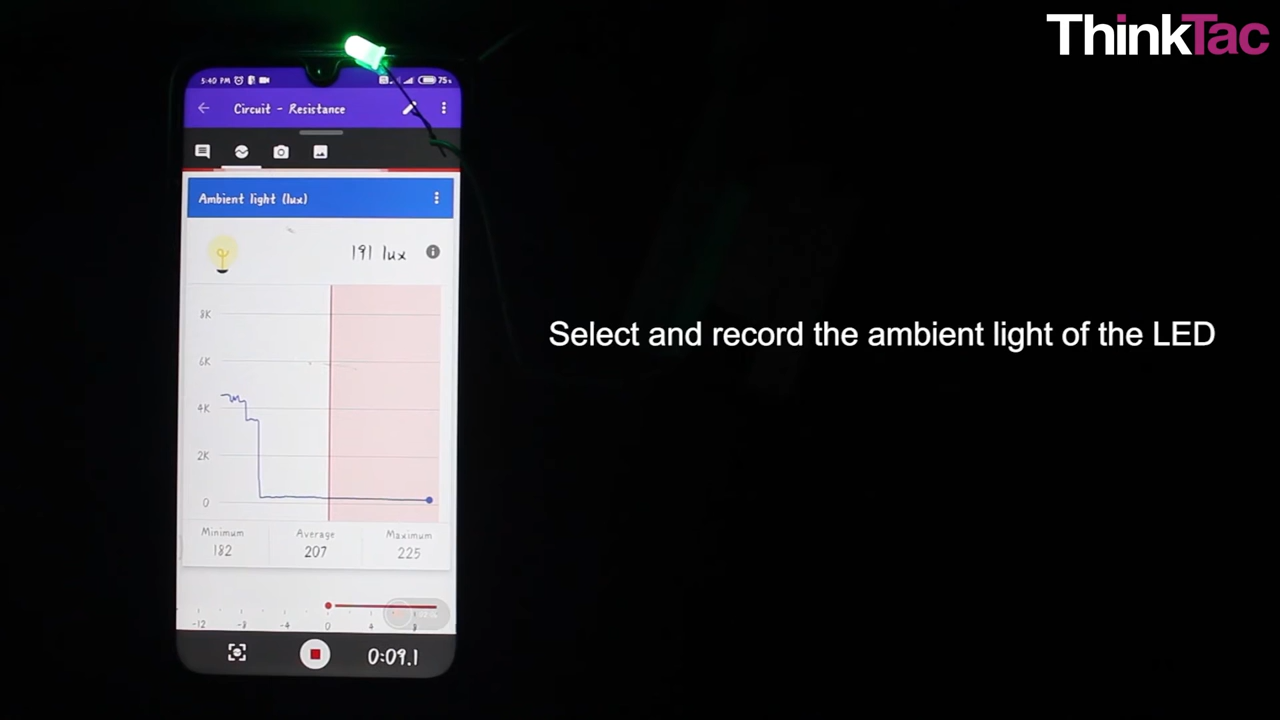 ThinkTac
5:40 PM
75%
Circuit - Resistance
Ambient light (lux)
191 lux
8K
6K
4K
2K
0
Select and record the ambient light of the LED
Minimum Average Maximum
182 207 225
-12 -8 -4 0 4 8
0:09.1